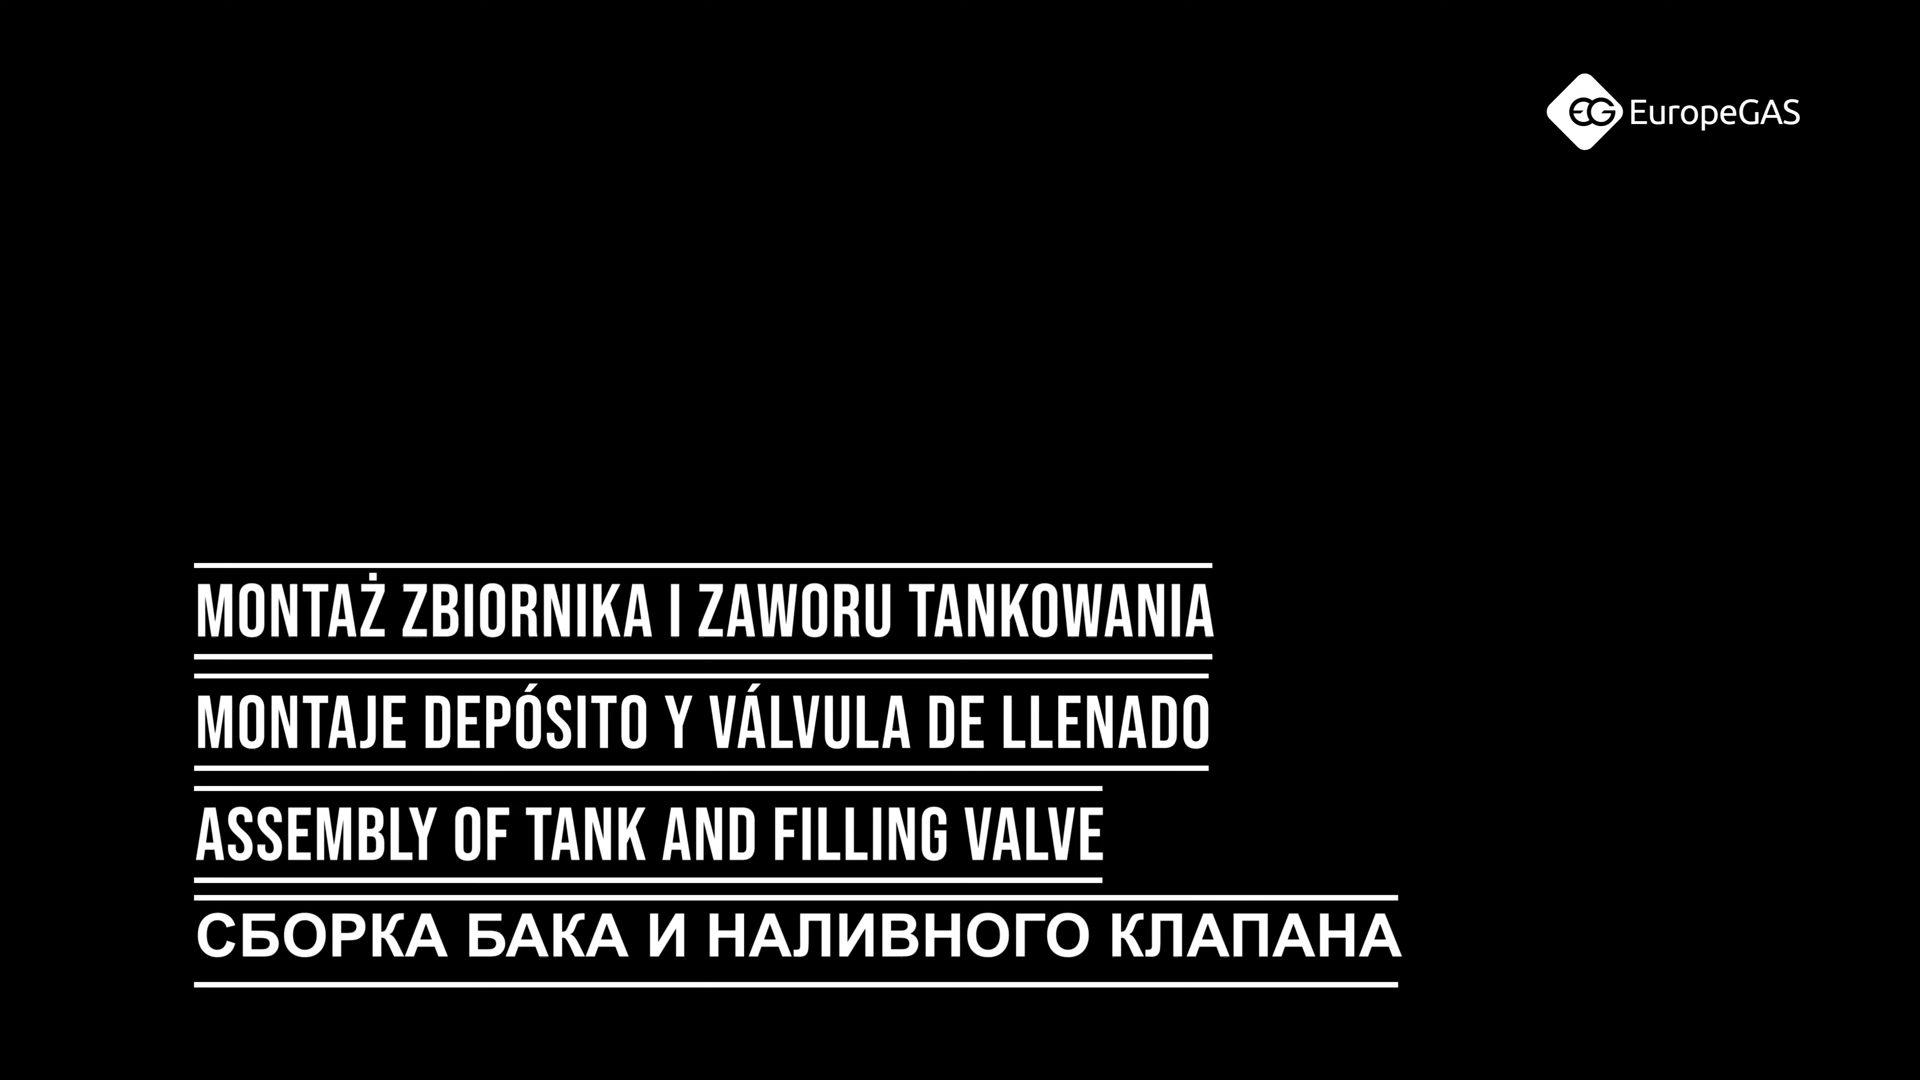 EG EuropeGAS
MONTAŻ ZBIORNIKA I ZAWORU TANKOWANIA
MONTAJE DEPÓSITO Y VÁLVULA DE LLENADO
ASSEMBLY OF TANK AND FILLING VALVE
СБОРКА БАКА И НАЛИВНОГО КЛАПАНА